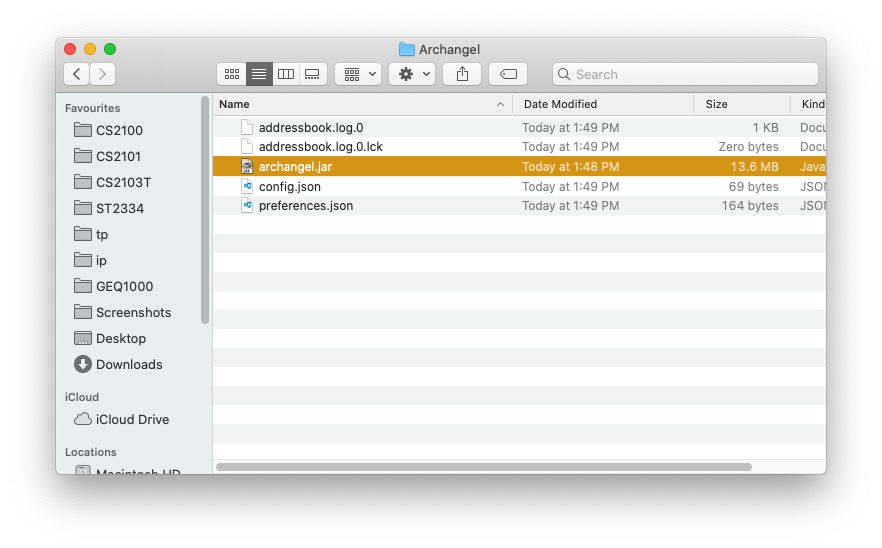 Archangel
Search
Favourites
CS2100
CS2101
CS2103T
ST2334
tp
ip
GEQ1000
Screenshots
Desktop
Downloads
iCloud
iCloud Drive
Locations
Macintosh HD
Name Date Modified Size Kind
addressbook.log.0 Today at 1:49 PM 1 KB Docu
addressbook.log.0.lck Today at 1:49 PM Zero bytes Docu
archangel.jar Today at 1:48 PM 13.6 MB Java
config.json Today at 1:49 PM 69 bytes JSON
preferences.json Today at 1:49 PM 164 bytes JSON